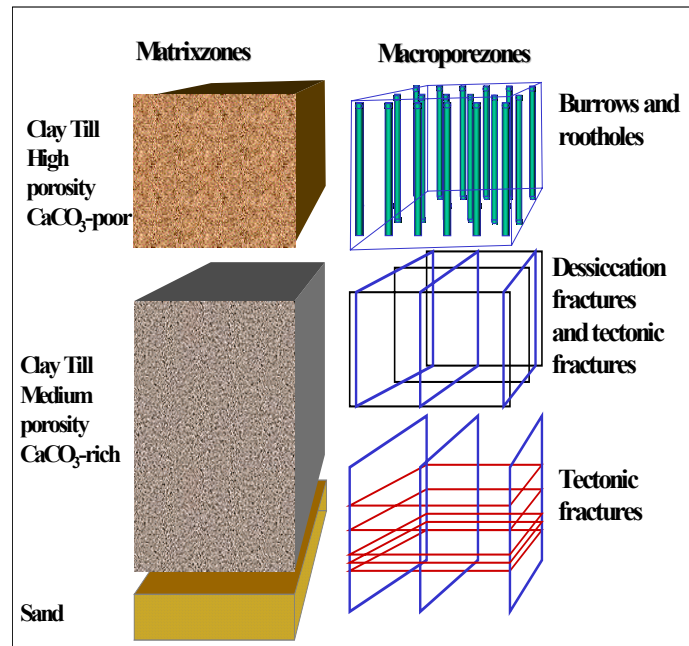 Matrixzones
Macroporezones
Clay Till
High
porosity
CaCO₃-poor
Burrows and
rootholes
Dessiccation
fractures
and tectonic
fractures
Clay Till
Medium
porosity
CaCO₃-rich
Tectonic
fractures
Sand